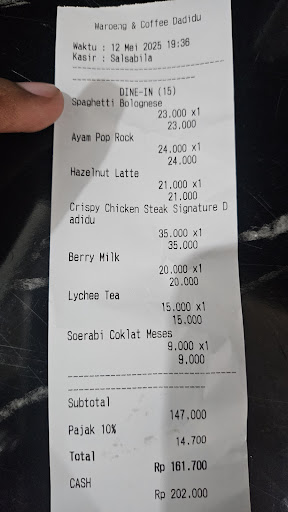 Waroeng & Coffee Dadidu
Waktu : 12 Mei 2025 19:36
Kasir : Salsabila
DINE-IN (15)
Spaghetti Bolognese
23.000 x1
23.000
Ayam Pop Rock
24.000 x1
24.000
Hazelnut Latte
21.000 x1
21.000
Crispy Chicken Steak Signature D
adidu
35.000 x1
35.000
Berry Milk
20.000 x1
20.000
Lychee Tea
15.000 x1
15.000
Soerabi Coklat Meses
9.000 x1
9.000
Subtotal
147.000
Pajak 10%
14.700
Total
Rp 161.700
CASH
Rp 202.000